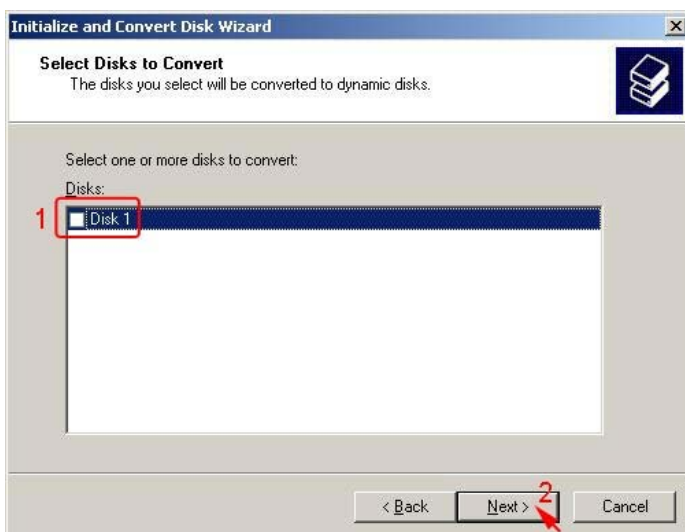 Initialize and Convert Disk Wizard
Select Disks to Convert
The disks you select will be converted to dynamic disks.
Select one or more disks to convert:
Disks:
1
Disk 1
2
< Back
Next >
Cancel